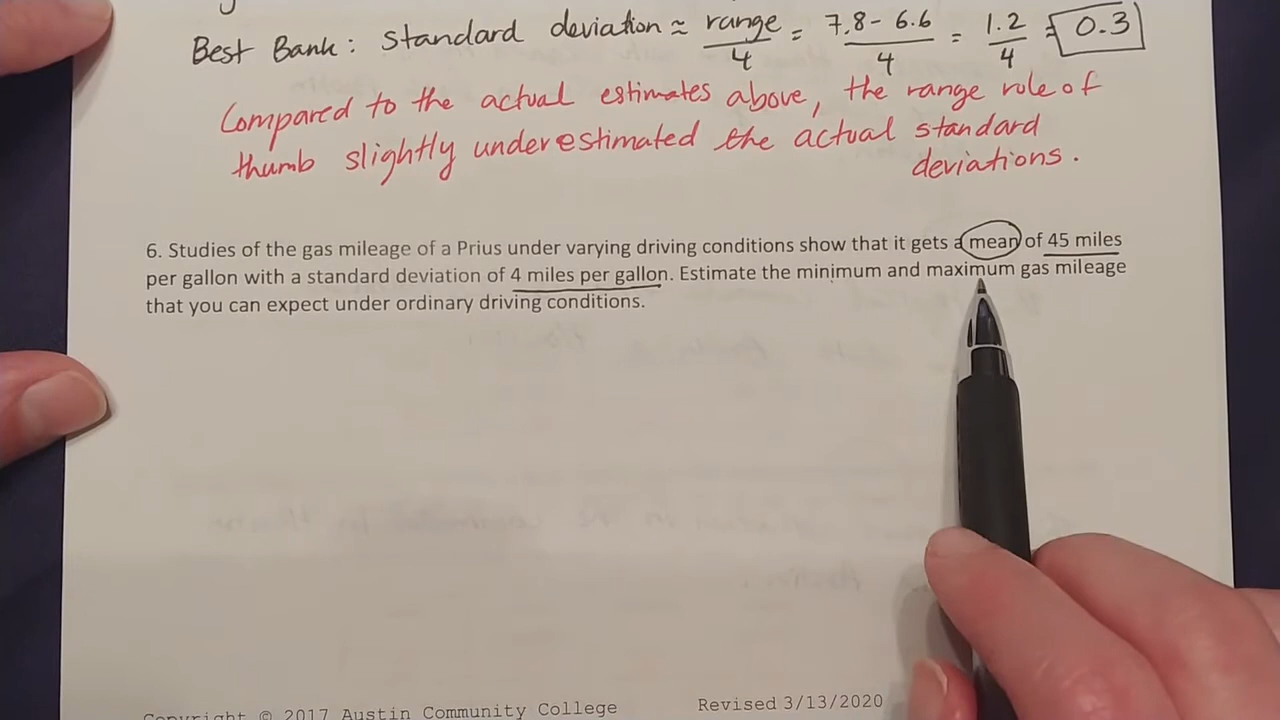 Best Bank: Standard deviation ≈ range/4 = 7.8 - 6.6/4 = 1.2/4 = 0.3
Compared to the actual estimates above, the range rule of
thumb slightly underestimated the actual standard
deviations.
6. Studies of the gas mileage of a Prius under varying driving conditions show that it gets a mean of 45 miles
per gallon with a standard deviation of 4 miles per gallon. Estimate the minimum and maximum gas mileage
that you can expect under ordinary driving conditions.
Copyright © 2017 Austin Community College Revised 3/13/2020